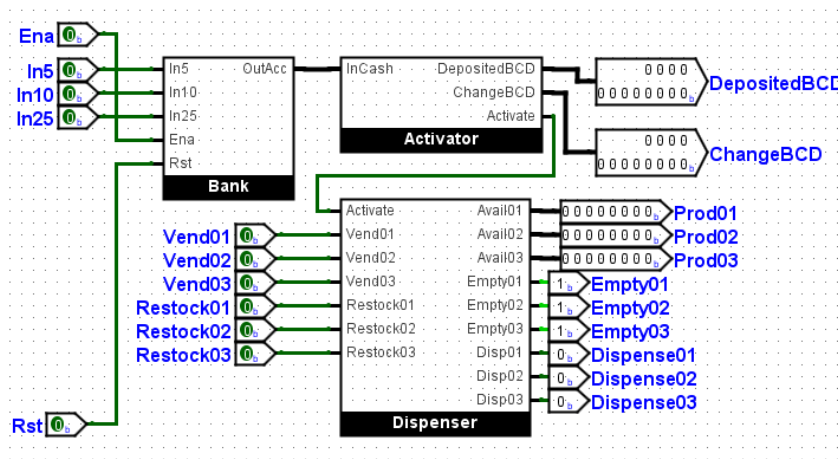 Ena 0b
In5 0b In5 OutAcc InCash DepositedBCD 0000 00000000b DepositedBCD
In10 0b In10 ChangeBCD
In25 0b In25 Activate
Ena Activator 0000 00000000b ChangeBCD
Rst
Bank
Activate Avail01 00000000b Prod01
Vend01 0b Vend01 Avail02 00000000b Prod02
Vend02 0b Vend02 Avail03 00000000b Prod03
Vend03 0b Vend03 Empty01 1b Empty01
Restock01 0b Restock01 Empty02 1b Empty02
Restock02 0b Restock02 Empty03 1b Empty03
Restock03 0b Restock03 Disp01 0b Dispense01
Disp02 0b Dispense02
Disp03 0b Dispense03
Rst 0b Dispenser